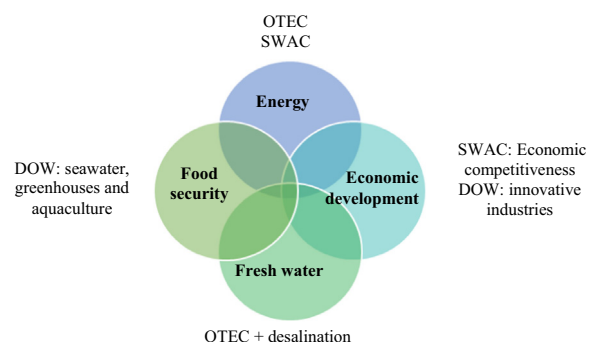 OTEC
SWAC
Energy
DOW: seawater,
greenhouses and
aquaculture
Food
security
Economic
development
SWAC: Economic
competitiveness
DOW: innovative
industries
Fresh water
OTEC + desalination